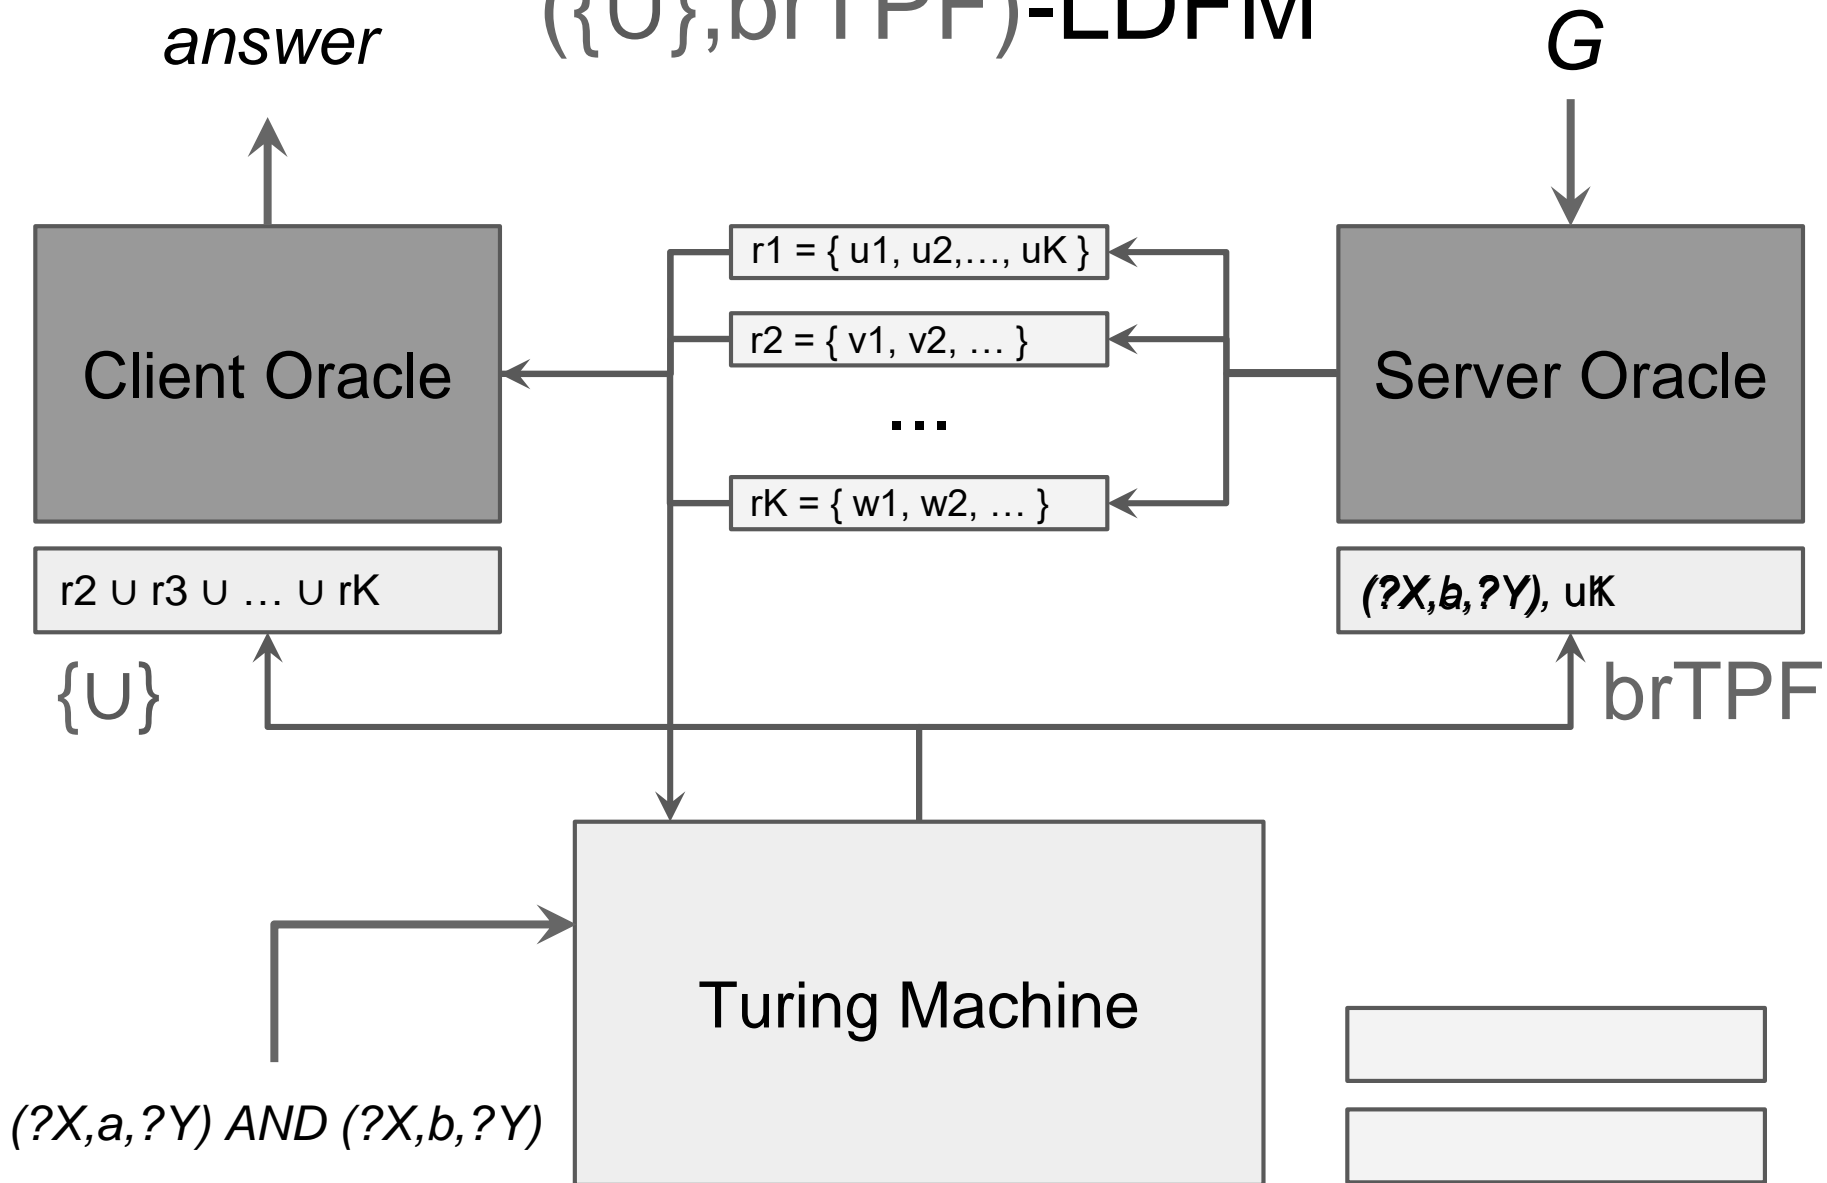 ({∪},brTPF)-LDFM
answer
G
r1 = { u1, u2,…, uK }
r2 = { v1, v2, … }
Client Oracle
Server Oracle
…
rK = { w1, w2, … }
r2 ∪ r3 ∪ … ∪ rK
(?X,b,?Y),
{∪}
brTPF
Turing Machine
(?X,a,?Y) AND (?X,b,?Y)